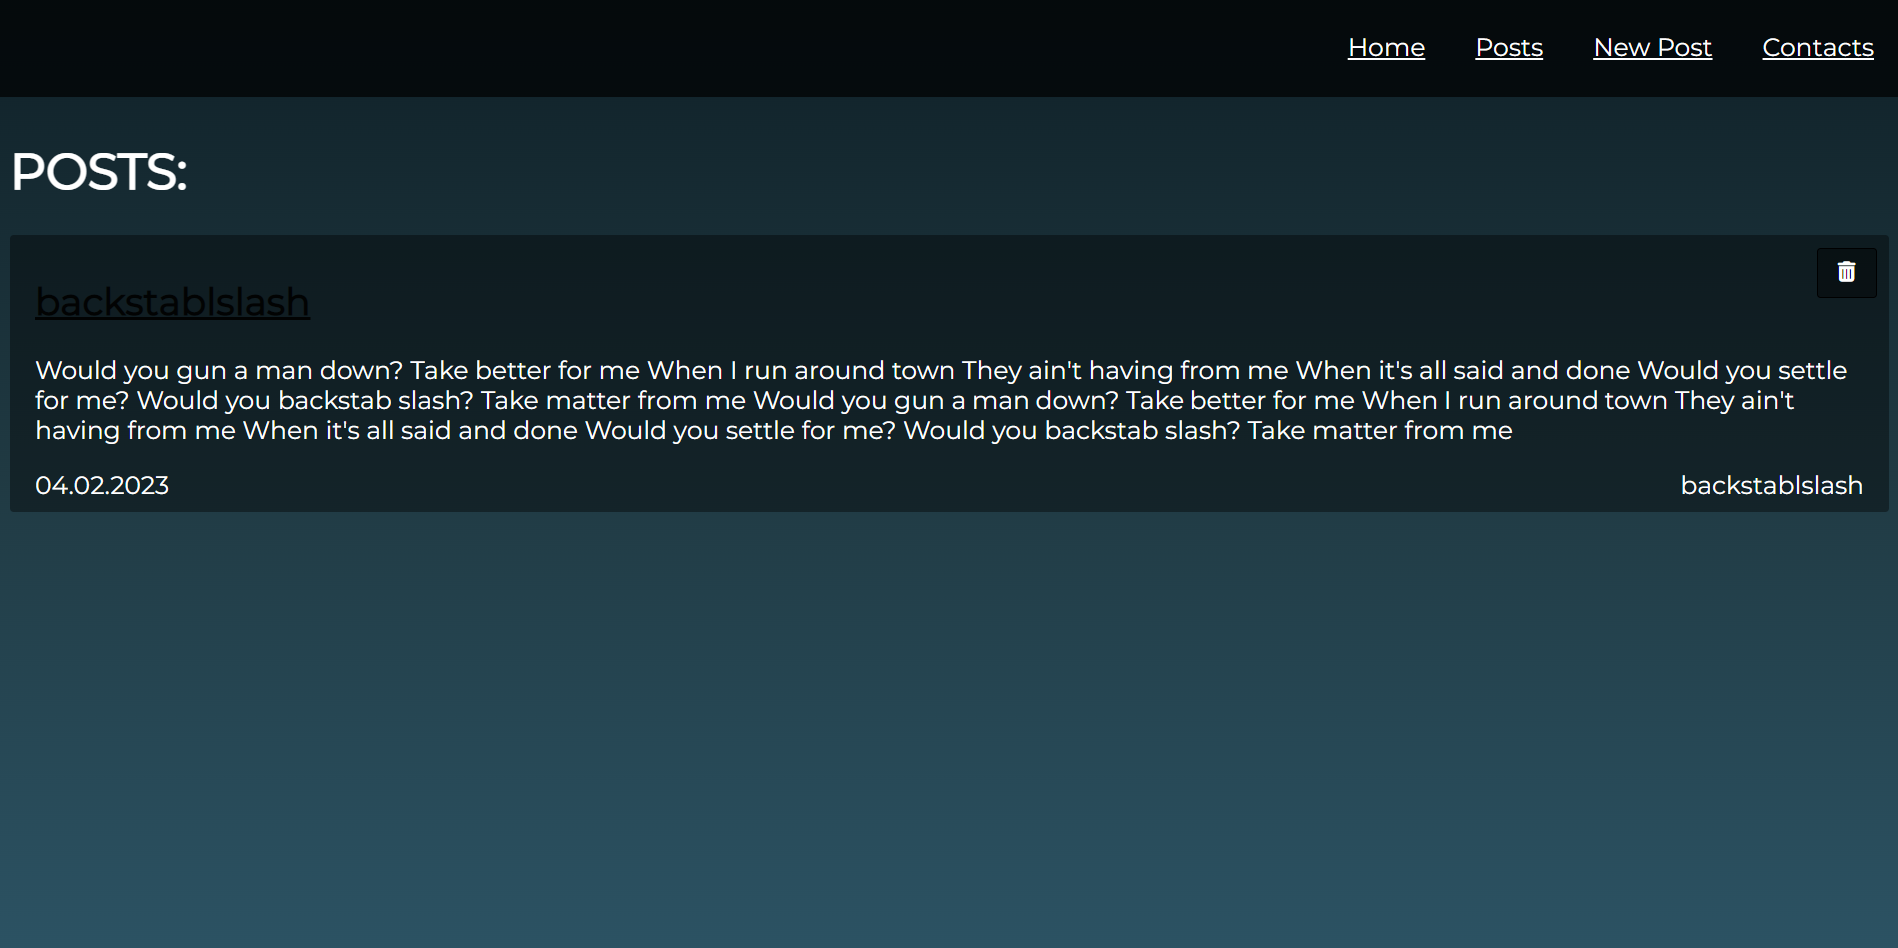 Home Posts New Post Contacts
POSTS:
backstablslash
Would you gun a man down? Take better for me When I run around town They ain't having from me When it's all said and done Would you settle
for me? Would you backstab slash? Take matter from me Would you gun a man down? Take better for me When I run around town They ain't
having from me When it's all said and done Would you settle for me? Would you backstab slash? Take matter from me
04.02.2023 backstablslash